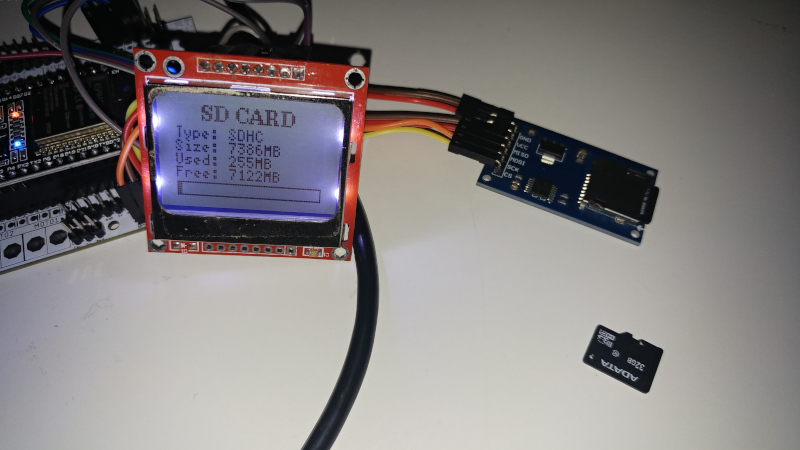 SD CARD
Type: SDHC
Size: 7386MB
Used: 255MB
Free: 7122MB
GND
VCC
MISO
MOSI
SCK
CS
ADATA
32GB